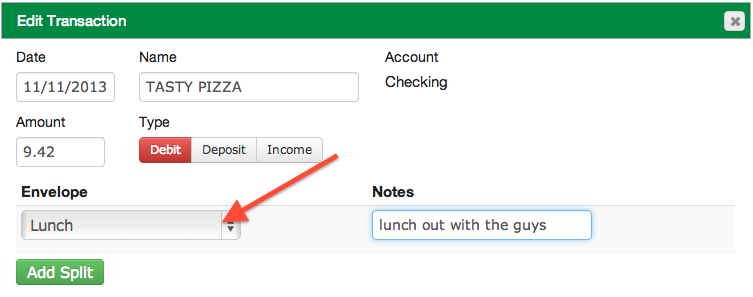 Edit Transaction
Date Name Account
11/11/2013 TASTY PIZZA Checking
Amount Type
9.42 Debit Deposit Income
Envelope Notes
Lunch lunch out with the guys
Add Split